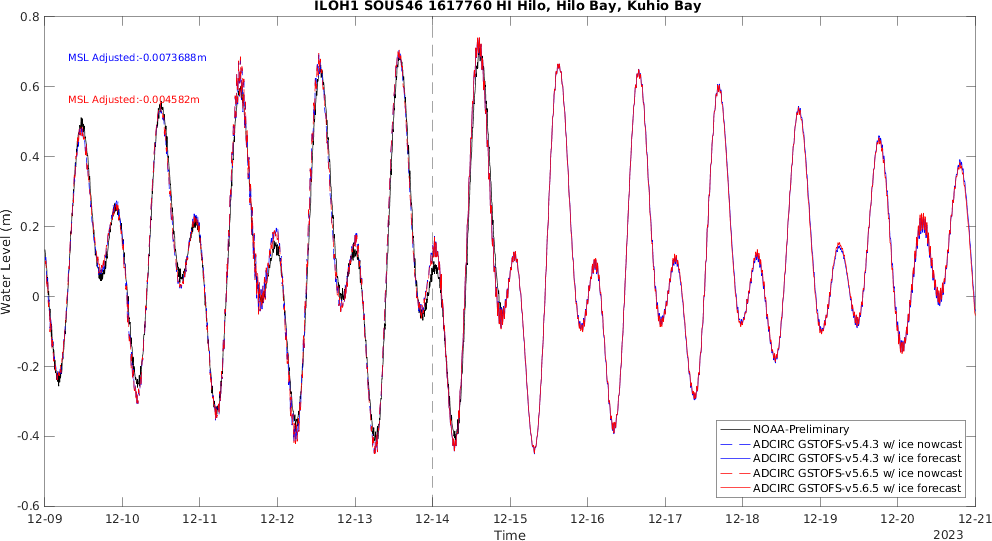 ILOH1 SOUS46 1617760 HI Hilo, Hilo Bay, Kuhio Bay
0.8
MSL Adjusted:-0.0073688m
0.6
MSL Adjusted:-0.004582m
0.4
0.2
Water Level (m)
0
-0.2
-0.4
NOAA-Preliminary
ADCIRC GSTOFS-v5.4.3 w/ ice nowcast
ADCIRC GSTOFS-v5.4.3 w/ ice forecast
ADCIRC GSTOFS-v5.6.5 w/ ice nowcast
ADCIRC GSTOFS-v5.6.5 w/ ice forecast
-0.6
12-09 12-10 12-11 12-12 12-13 12-14 12-15 12-16 12-17 12-18 12-19 12-20 12-21
Time
2023